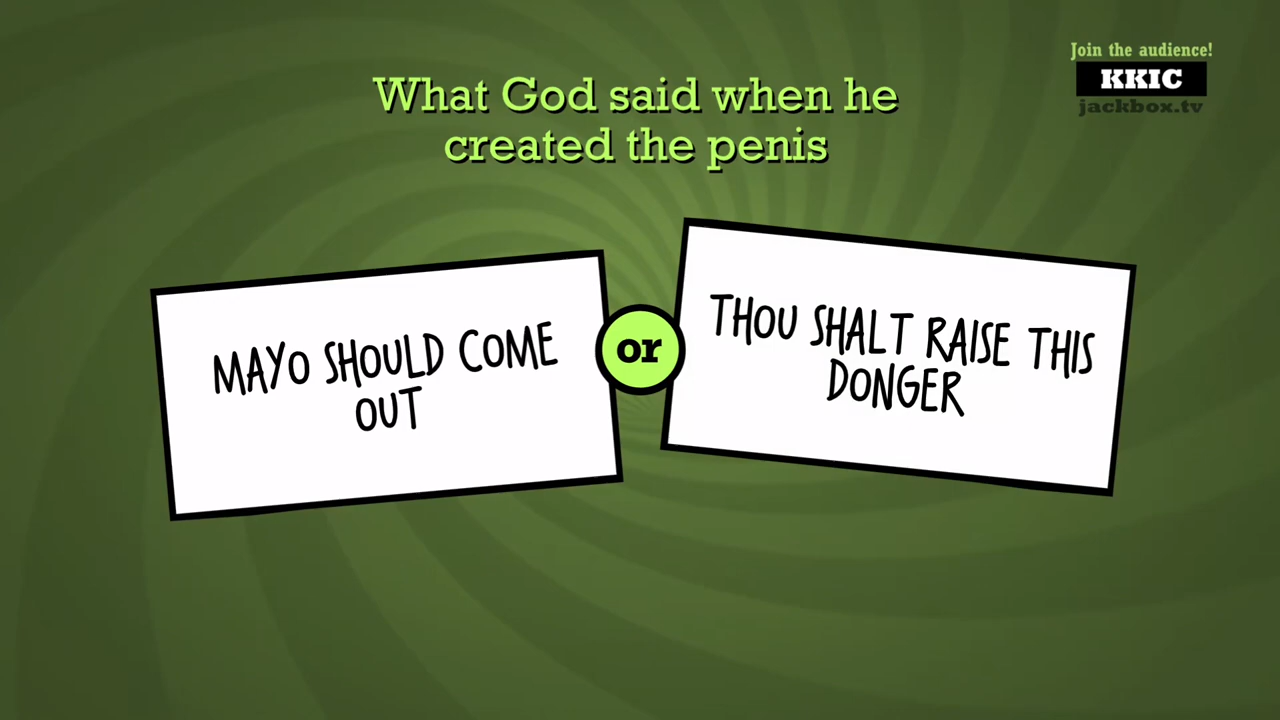 Join the audience!
KKIC
jackbox.tv
What God said when he
created the penis
MAYO SHOULD COME
OUT
or
THOU SHALT RAISE THIS
DONGER